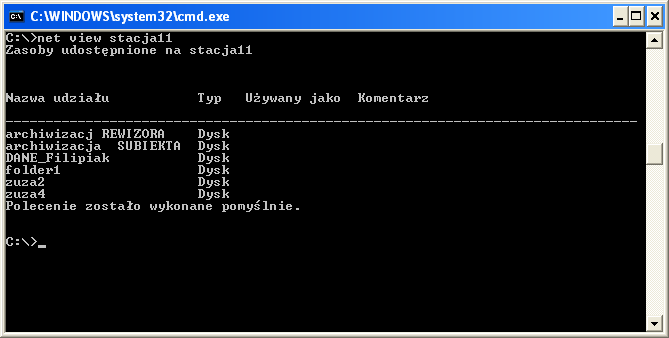 C:\WINDOWS\system32\cmd.exe
C:\>net view stacja11
Zasoby udostępnione na stacja11
Nazwa udziału Typ Używany jako Komentarz
-------------------------------------------------------------------------------
archiwizacj REWIZORA Dysk
archiwizacja  SUBIEKTA Dysk
DANE_Filipiak Dysk
folder1 Dysk
zuza2 Dysk
zuza4 Dysk
Polecenie zostało wykonane pomyślnie.
C:\>_